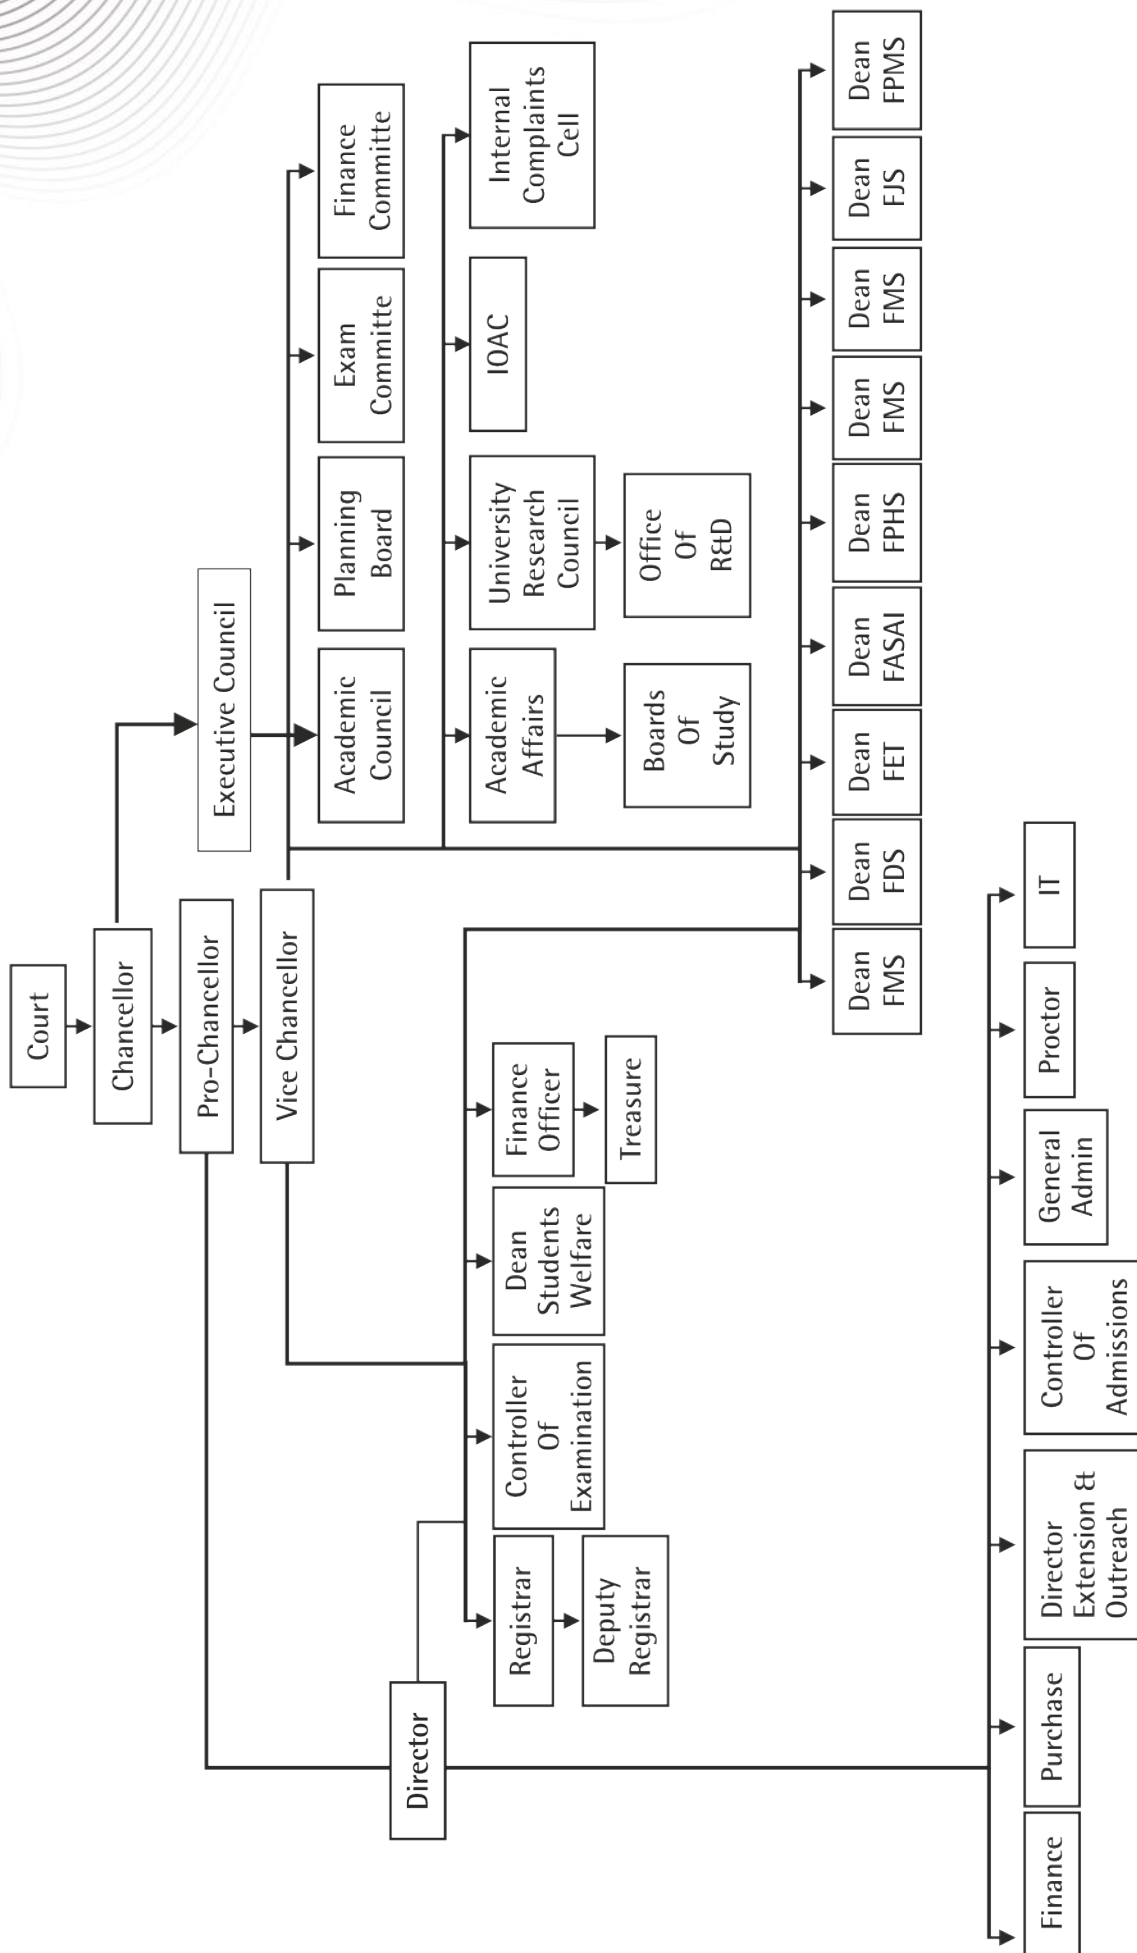 Court
Chancellor
Pro-Chancellor
Vice Chancellor
Executive Council
Academic
Council
Planning
Board
Exam
Committe
Finance
Committe
Academic
Affairs
University
Research
Council
IOAC
Internal
Complaints
Cell
Boards
Of
Study
Office
Of
R&D
Director
Registrar
Deputy
Registrar
Controller
Of
Examination
Dean
Students
Welfare
Finance
Officer
Treasure
Dean
FMS
Dean
FDS
Dean
FET
Dean
FASAI
Dean
FPHS
Dean
FMS
Dean
FMS
Dean
FJS
Dean
FPMS
Finance
Purchase
Director
Extension &
Outreach
Controller
Of
Admissions
General
Admin
Proctor
IT